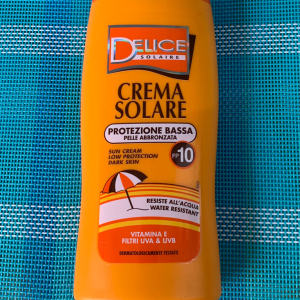 DELICE
SOLAIRE
CREMA
SOLARE
PROTEZIONE BASSA
PELLE ABBRONZATA
SUN CREAM
LOW PROTECTION
DARK SKIN
FP 10
RESISTE ALL'ACQUA
WATER RESISTANT
VITAMINA E
FILTRI UVA & UVB
DERMATOLOGICAMENTE TESTATO